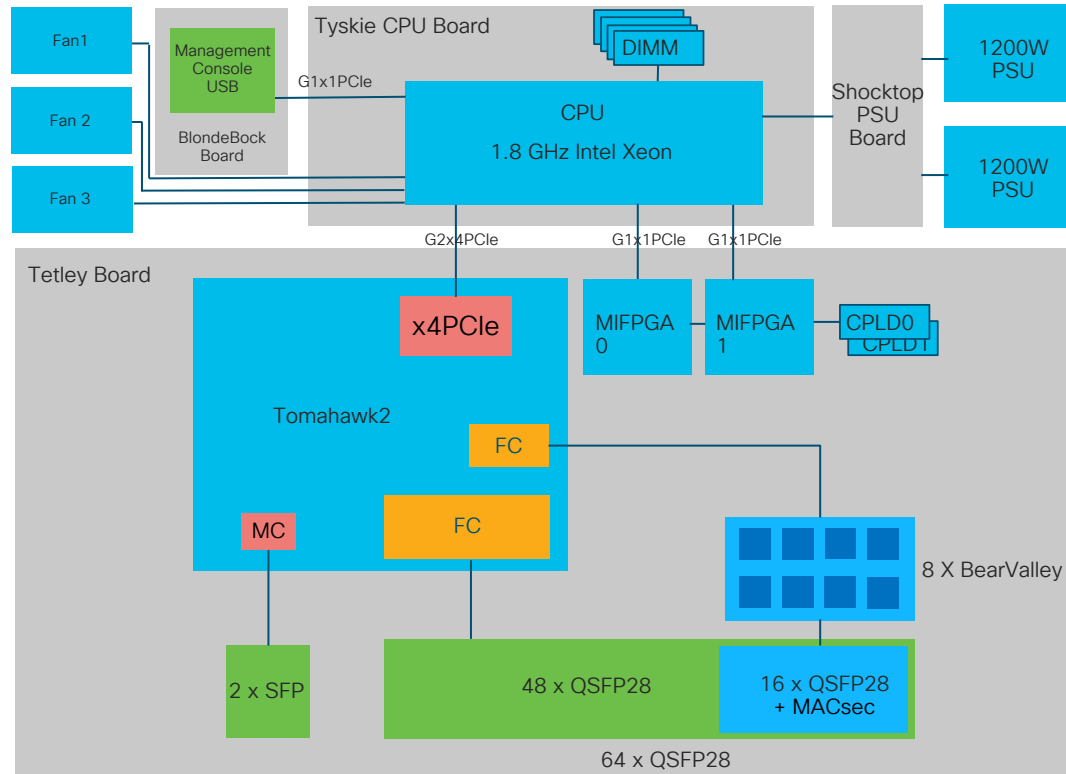 Fan1
Fan 2
Fan 3
Management
Console
USB
BlondeBock
Board
G1x1PCIe
Tyskie CPU Board
DIMM
CPU
1.8 GHz Intel Xeon
Shocktop
PSU
Board
1200W
PSU
1200W
PSU
G2x4PCIe
G1x1PCIe
G1x1PCIe
Tetley Board
x4PCIe
MIFPGA
0
MIFPGA
1
CPLD0
CPLD1
Tomahawk2
FC
FC
MC
8 X BearValley
2 x SFP
48 x QSFP28
16 x QSFP28
+ MACsec
64 x QSFP28